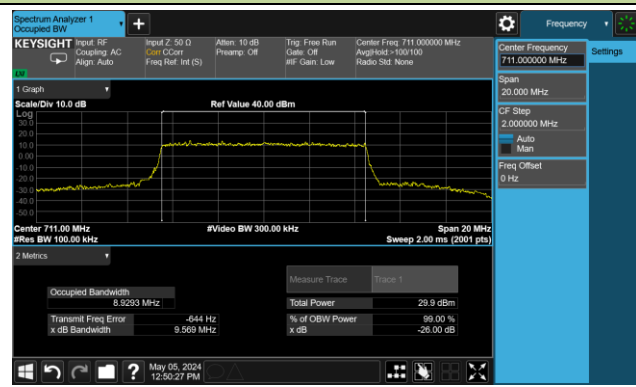 Spectrum Analyzer 1
Occupied BW
+
Frequency
KEYSIGHT
Input: RF
Coupling: AC
Align: Auto
Input Z: 50 Ω
Corr CCorr
Freq Ref: Int (S)
Atten: 10 dB
Preamp: Off
Trig: Free Run
Gate: Off
#IF Gain: Low
Center Freq: 711.000000 MHz
Avg|Hold:>100/100
Radio Std: None
LXI
Center Frequency
711.000000 MHz
Settings
Span
20.000 MHz
CF Step
2.000000 MHz
Auto
Man
Freq Offset
0 Hz
1 Graph
Scale/Div 10.0 dB
Ref Value 40.00 dBm
Log
30.0
20.0
10.0
0.00
-10.0
-20.0
-30.0
-40.0
-50.0
Center 711.00 MHz
#Video BW 300.00 kHz
Span 20 MHz
#Res BW 100.00 kHz
Sweep 2.00 ms (2001 pts)
2 Metrics
Measure Trace
Trace 1
Occupied Bandwidth
8.9293 MHz
Total Power
29.9 dBm
Transmit Freq Error
-644 Hz
% of OBW Power
99.00 %
x dB Bandwidth
9.569 MHz
x dB
-26.00 dB
?
May 05, 2024
12:50:27 PM